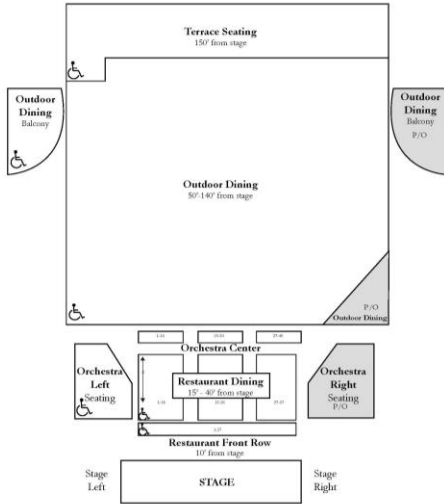 Terrace Seating
150' from stage
Outdoor
Dining
Balcony
Outdoor
Dining
Balcony
P/O
Outdoor Dining
50'-140' from stage
P/O
Outdoor Dining
Orchestra Center
Orchestra
Left
Seating
Restaurant Dining
15' - 40' from stage
Orchestra
Right
Seating
P/O
Restaurant Front Row
10' from stage
Stage
Left
STAGE
Stage
Right